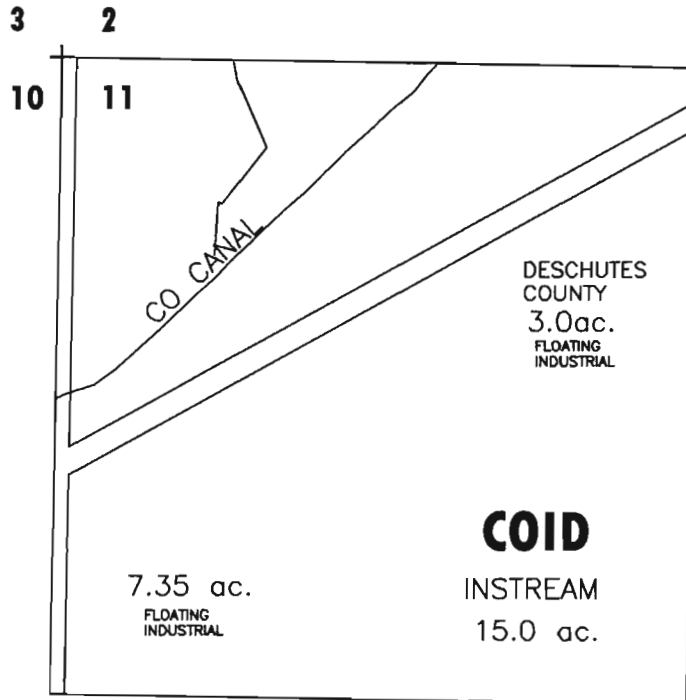 3 2
10 11
CO CANAL
DESCHUTES
COUNTY
3.0ac.
FLOATING
INDUSTRIAL
COID
INSTREAM
15.0 ac.
7.35 ac.
FLOATING
INDUSTRIAL